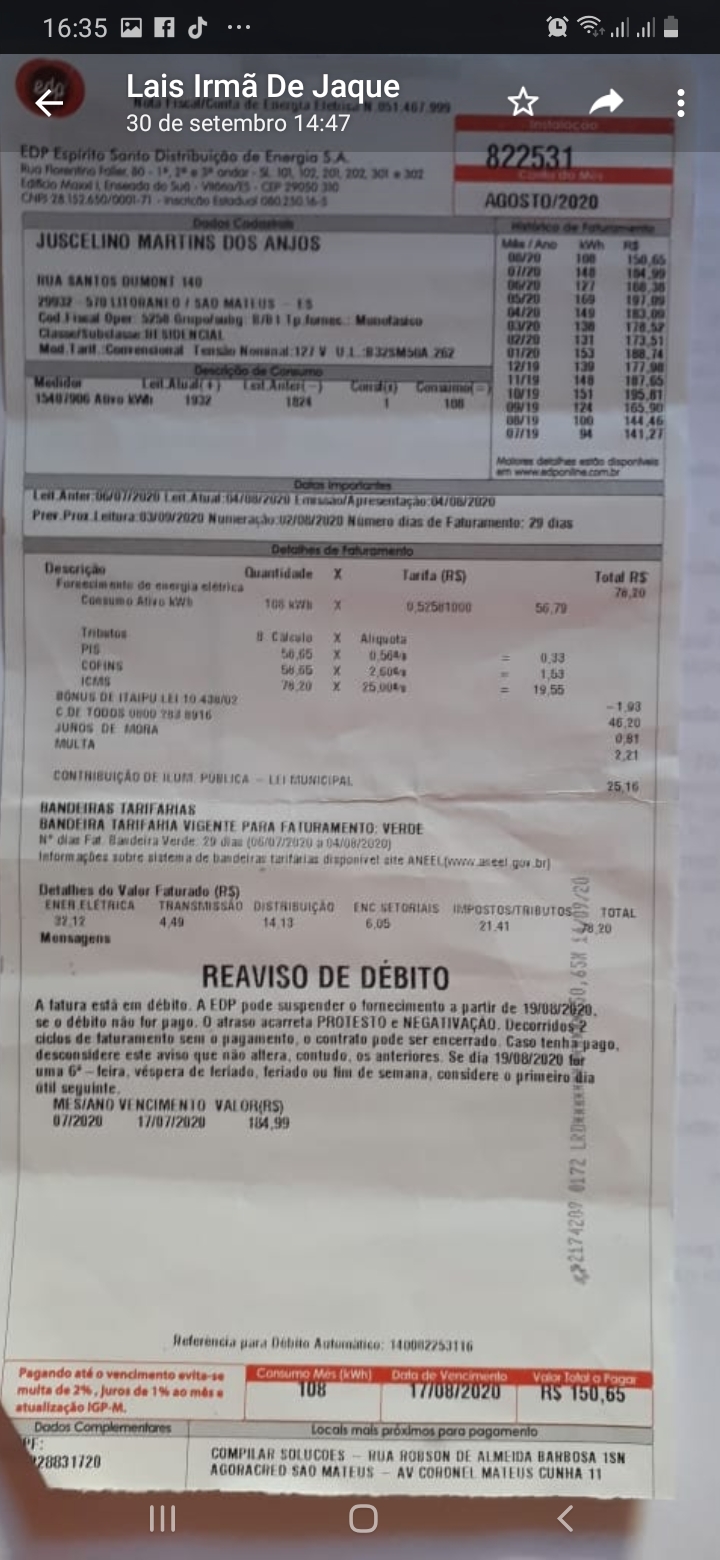 16:35
Lais Irmã De Jaque
30 de setembro 14:47
edp
Nota Fiscal/Conta de Energia Elétrica N. 051.467.999
EDP Espírito Santo Distribuição de Energia S.A.
Rua Florentino Faller, 80 - 1º, 2º e 3º andar - SL 101, 102, 201, 202, 301 e 302
Edifício Maxxi I, Enseada do Suá - Vitória/ES - CEP 29050 310
CNPJ 28.152.650/0001-71 - Inscrição Estadual 080.250.16-5
Instalação
822531
Conta do Mês
AGOSTO/2020
Dados Cadastrais
JUSCELINO MARTINS DOS ANJOS
RUA SANTOS DUMONT 140
29932 - 570 LITORANEO / SAO MATEUS - ES
Cod.Fiscal Oper: 5258 Grupo/subg: B/B1 Tp.fornec.: Monofasico
Classe/Subclasse:RESIDENCIAL
Mod.Tarif.:Convencional Tensão Nominal:127 V U.L.:B32SM50A.262
Histórico de Faturamento
Mês/Ano kWh R$
08/20 108 150,65
07/20 148 184,99
06/20 127 168,38
05/20 169 197,09
04/20 149 183,09
03/20 138 178,52
02/20 131 173,51
01/20 153 188,74
12/19 139 177,98
11/19 148 187,65
10/19 151 195,81
09/19 124 165,90
08/19 100 144,46
07/19 94 141,27
Maiores detalhes estão disponíveis
em www.edponline.com.br
Descrição de Consumo
Medidor Leit.Atual(+) Leit.Anter(-) Const(x) Consumo(=)
15407906 Ativo kWh 1932 1824 1 108
Datas Importantes
Leit.Anter:06/07/2020 Leit.Atual:04/08/2020 Emissão/Apresentação:04/08/2020
Prev.Prox.Leitura:03/09/2020 Numeração:02/08/2020 Número dias de Faturamento: 29 dias
Detalhes de Faturamento
Descrição Quantidade X Tarifa (R$) Total R$
Fornecimento de energia elétrica 78,20
Consumo Ativo kWh 108 kWh X 0,52581000 56,79
Tributos B. Cálculo X Alíquota
PIS 58,65 X 0,56% = 0,33
COFINS 58,65 X 2,60% = 1,53
ICMS 78,20 X 25,00% = 19,55
BÔNUS DE ITAIPU LEI 10.438/02 -1,93
C.DE TODOS 0800 283 8916 46,20
JUROS DE MORA 0,81
MULTA 2,21
CONTRIBUIÇÃO DE ILUM. PÚBLICA - LEI MUNICIPAL 25,16
BANDEIRAS TARIFARIAS
BANDEIRA TARIFARIA VIGENTE PARA FATURAMENTO: VERDE
N° dias Fat. Bandeira Verde: 29 dias (06/07/2020 a 04/08/2020)
Informações sobre sistema de bandeiras tarifárias disponível site ANEEL(www.aneel.gov.br)
Detalhes do Valor Faturado (R$)
ENER.ELÉTRICA TRANSMISSÃO DISTRIBUIÇÃO ENC SETORIAIS IMPOSTOS/TRIBUTOS TOTAL
32,12 4,49 14,13 6,05 21,41 78,20
Mensagens
REAVISO DE DÉBITO
A fatura está em débito. A EDP pode suspender o fornecimento a partir de 19/08/2020,
se o débito não for pago. O atraso acarreta PROTESTO e NEGATIVAÇÃO. Decorridos 2
ciclos de faturamento sem o pagamento, o contrato pode ser encerrado. Caso tenha pago,
desconsidere este aviso que não altera, contudo, os anteriores. Se dia 19/08/2020 for
uma 6ª - feira, véspera de feriado, feriado ou fim de semana, considere o primeiro dia
útil seguinte.
MES/ANO VENCIMENTO VALOR(R$)
07/2020 17/07/2020 184,99
2174209 0172 LRD 50,65
Referência para Débito Automático: 140082253116
Pagando até o vencimento evita-se
multa de 2%, Juros de 1% ao mês e
atualização IGP-M.
Consumo Mês (kWh) Data de Vencimento Valor Total a Pagar
108 17/08/2020 R$ 150,65
Dados Complementares
28831720
Locais mais próximos para pagamento
COMPILAR SOLUCOES - RUA ROBSON DE ALMEIDA BARBOSA 1SN
AGORACRED SAO MATEUS - AV CORONEL MATEUS CUNHA 11